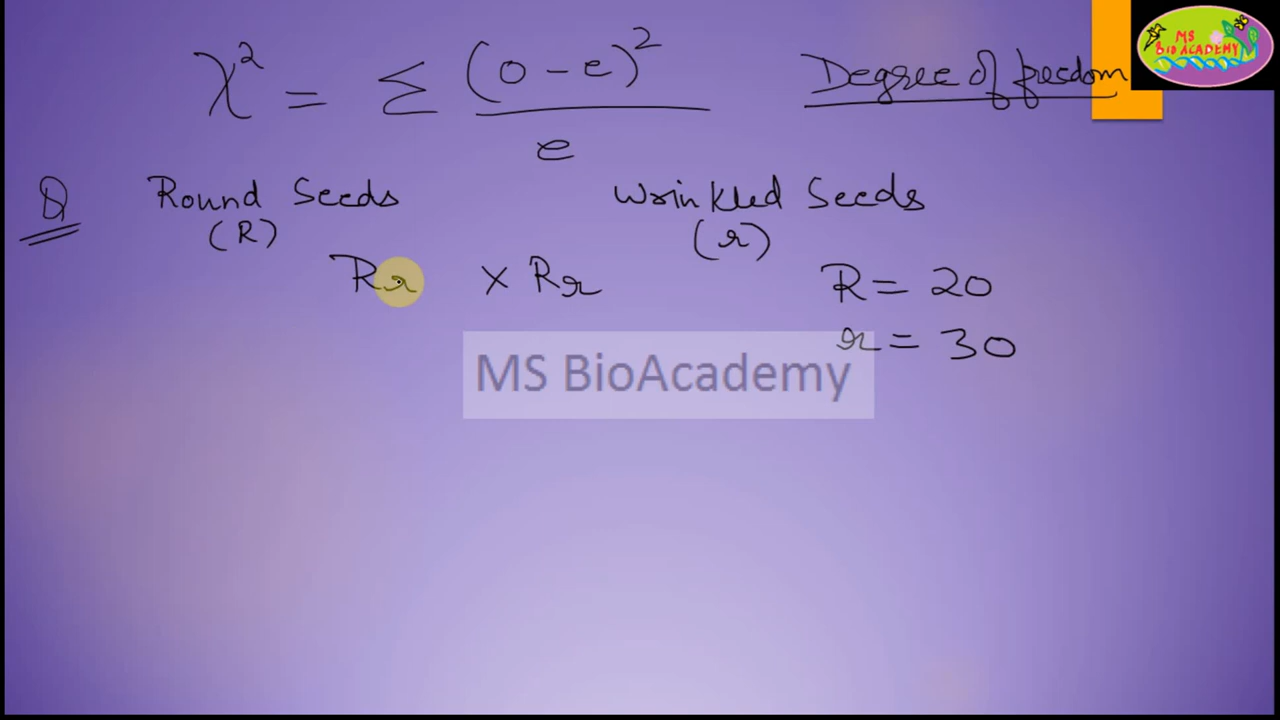 χ² = Σ (o - e)² / e
Degree of freedom
MS
BIO ACADEMY
Q Round Seeds Wrinkled Seeds
(R) (r)
Rr × Rr R = 20
r = 30
MS BioAcademy